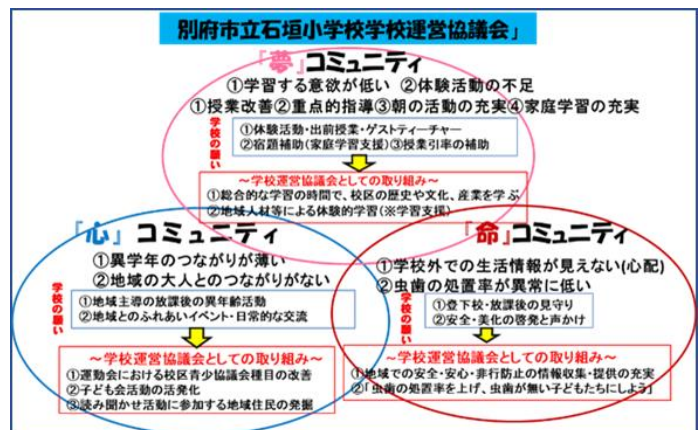 別府市立石垣小学校学校運営協議会」
『夢』コミュニティ
①学習する意欲が低い ②体験活動の不足
①授業改善②重点的指導③朝の活動の充実④家庭学習の充実
学校の願い
①体験活動・出前授業・ゲストティーチャー
②宿題補助(家庭学習支援)③授業引率の補助
～学校運営協議会としての取り組み～
①総合的な学習の時間で、校区の歴史や文化、産業を学ぶ
②地域人材等による体験的学習(※学習支援)
『心』コミュニティ
①異学年のつながりが薄い
②地域の大人とのつながりがない
学校の願い
①地域主導の放課後の異年齢活動
②地域とのふれあいイベント・日常的な交流
～学校運営協議会としての取り組み～
①運動会における校区青少協議会種目の改善
②子ども会活動の活発化
③読み聞かせ活動に参加する地域住民の発掘
『命』コミュニティ
①学校外での生活情報が見えない(心配)
②虫歯の処置率が異常に低い
学校の願い
①登下校・放課後の見守り
②安全・美化の啓発と声かけ
～学校運営協議会としての取り組み～
①地域での安全・安心・非行防止の情報収集・提供の充実
②「虫歯の処置率を上げ、虫歯が無い子どもたちにしよう」